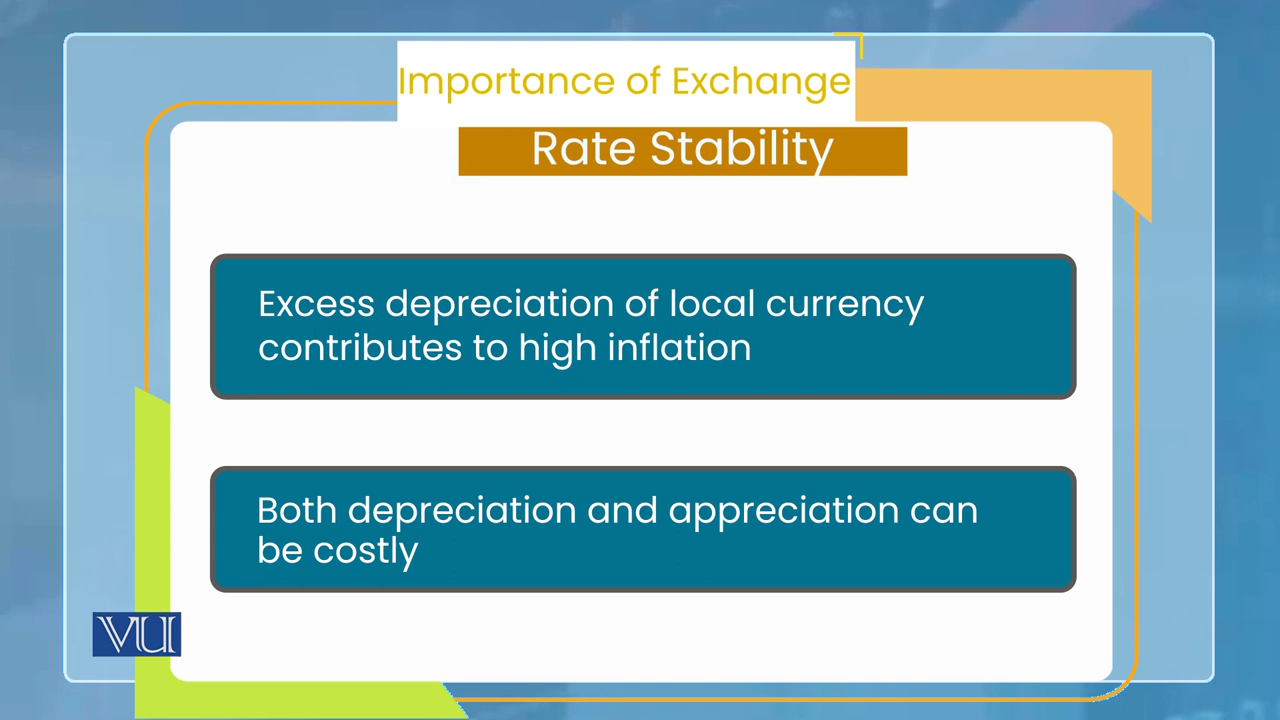 Importance of Exchange
Rate Stability
Excess depreciation of local currency
contributes to high inflation
Both depreciation and appreciation can
be costly
VU